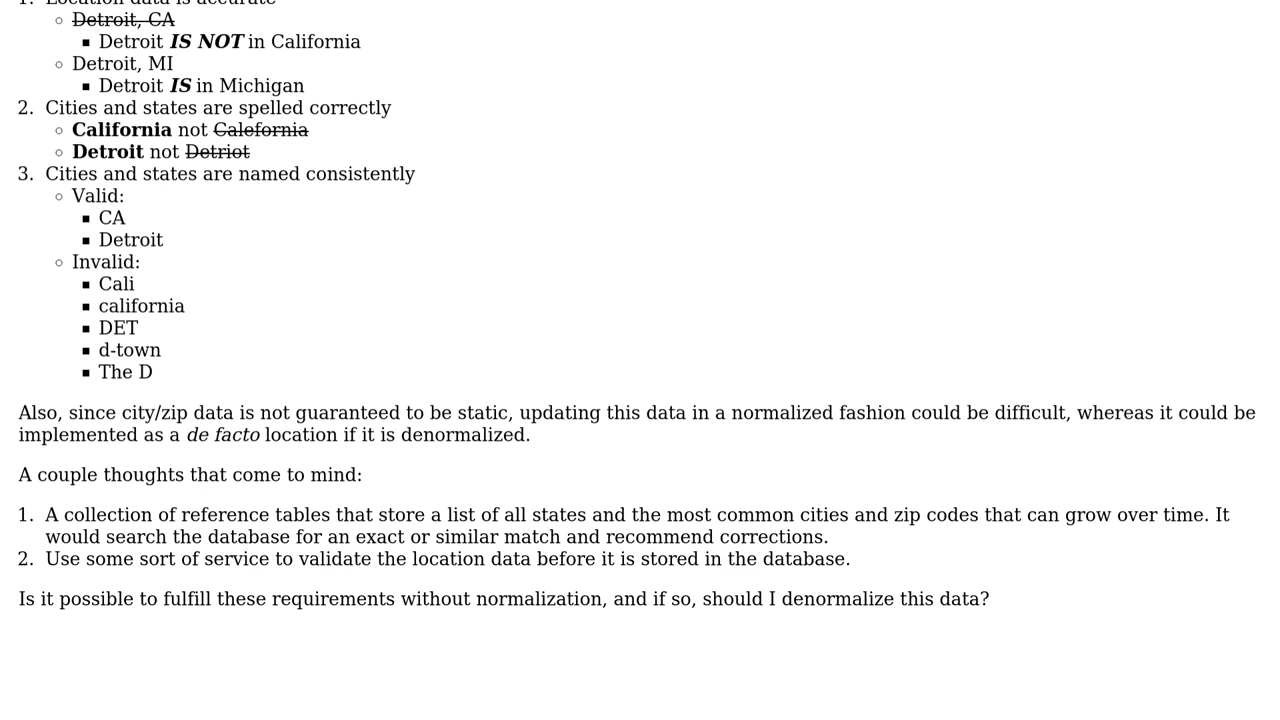 1. Location data is accurate
Detroit, CA
Detroit IS NOT in California
Detroit, MI
Detroit IS in Michigan
2. Cities and states are spelled correctly
California not Calefornia
Detroit not Detriot
3. Cities and states are named consistently
Valid:
CA
Detroit
Invalid:
Cali
california
DET
d-town
The D
Also, since city/zip data is not guaranteed to be static, updating this data in a normalized fashion could be difficult, whereas it could be
implemented as a de facto location if it is denormalized.
A couple thoughts that come to mind:
1. A collection of reference tables that store a list of all states and the most common cities and zip codes that can grow over time. It
would search the database for an exact or similar match and recommend corrections.
2. Use some sort of service to validate the location data before it is stored in the database.
Is it possible to fulfill these requirements without normalization, and if so, should I denormalize this data?